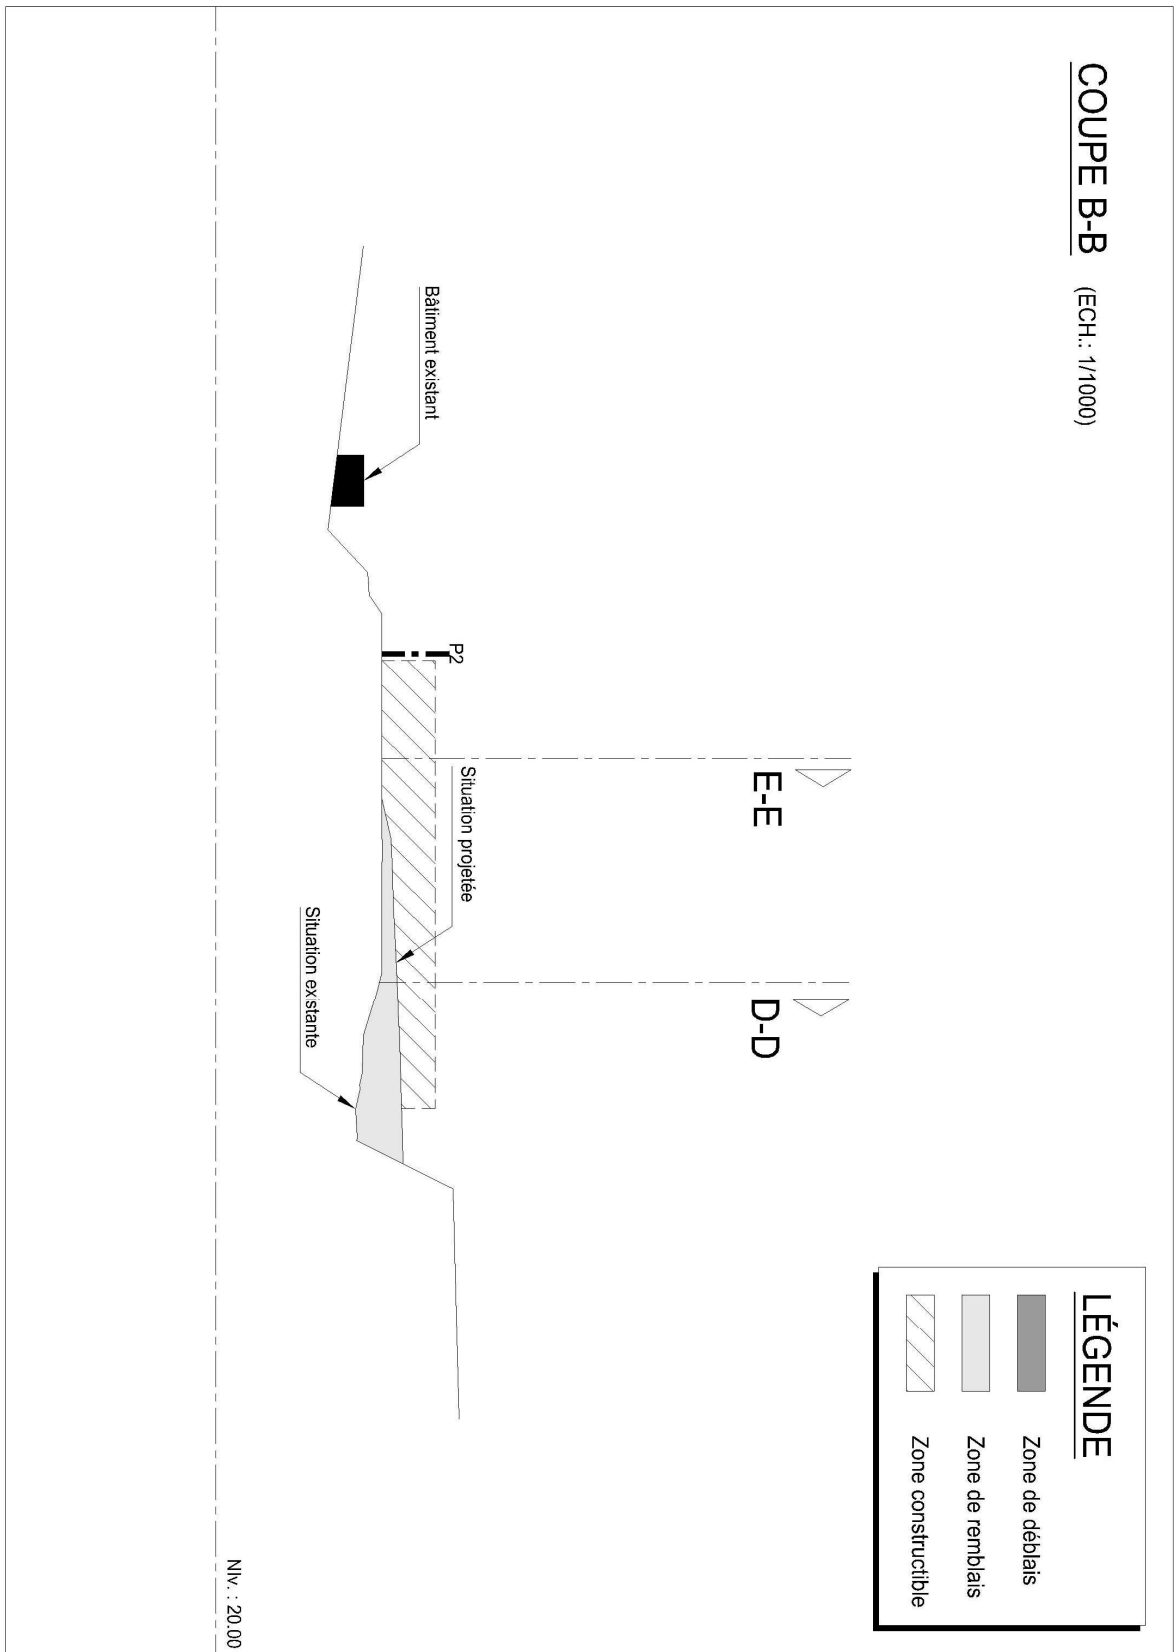 COUPE B-B (ECH.: 1/1000)
LÉGENDE
Zone de déblais
Zone de remblais
Zone constructible
E-E
D-D
P2
Bâtiment existant
Situation projetée
Situation existante
Niv. : 20.00